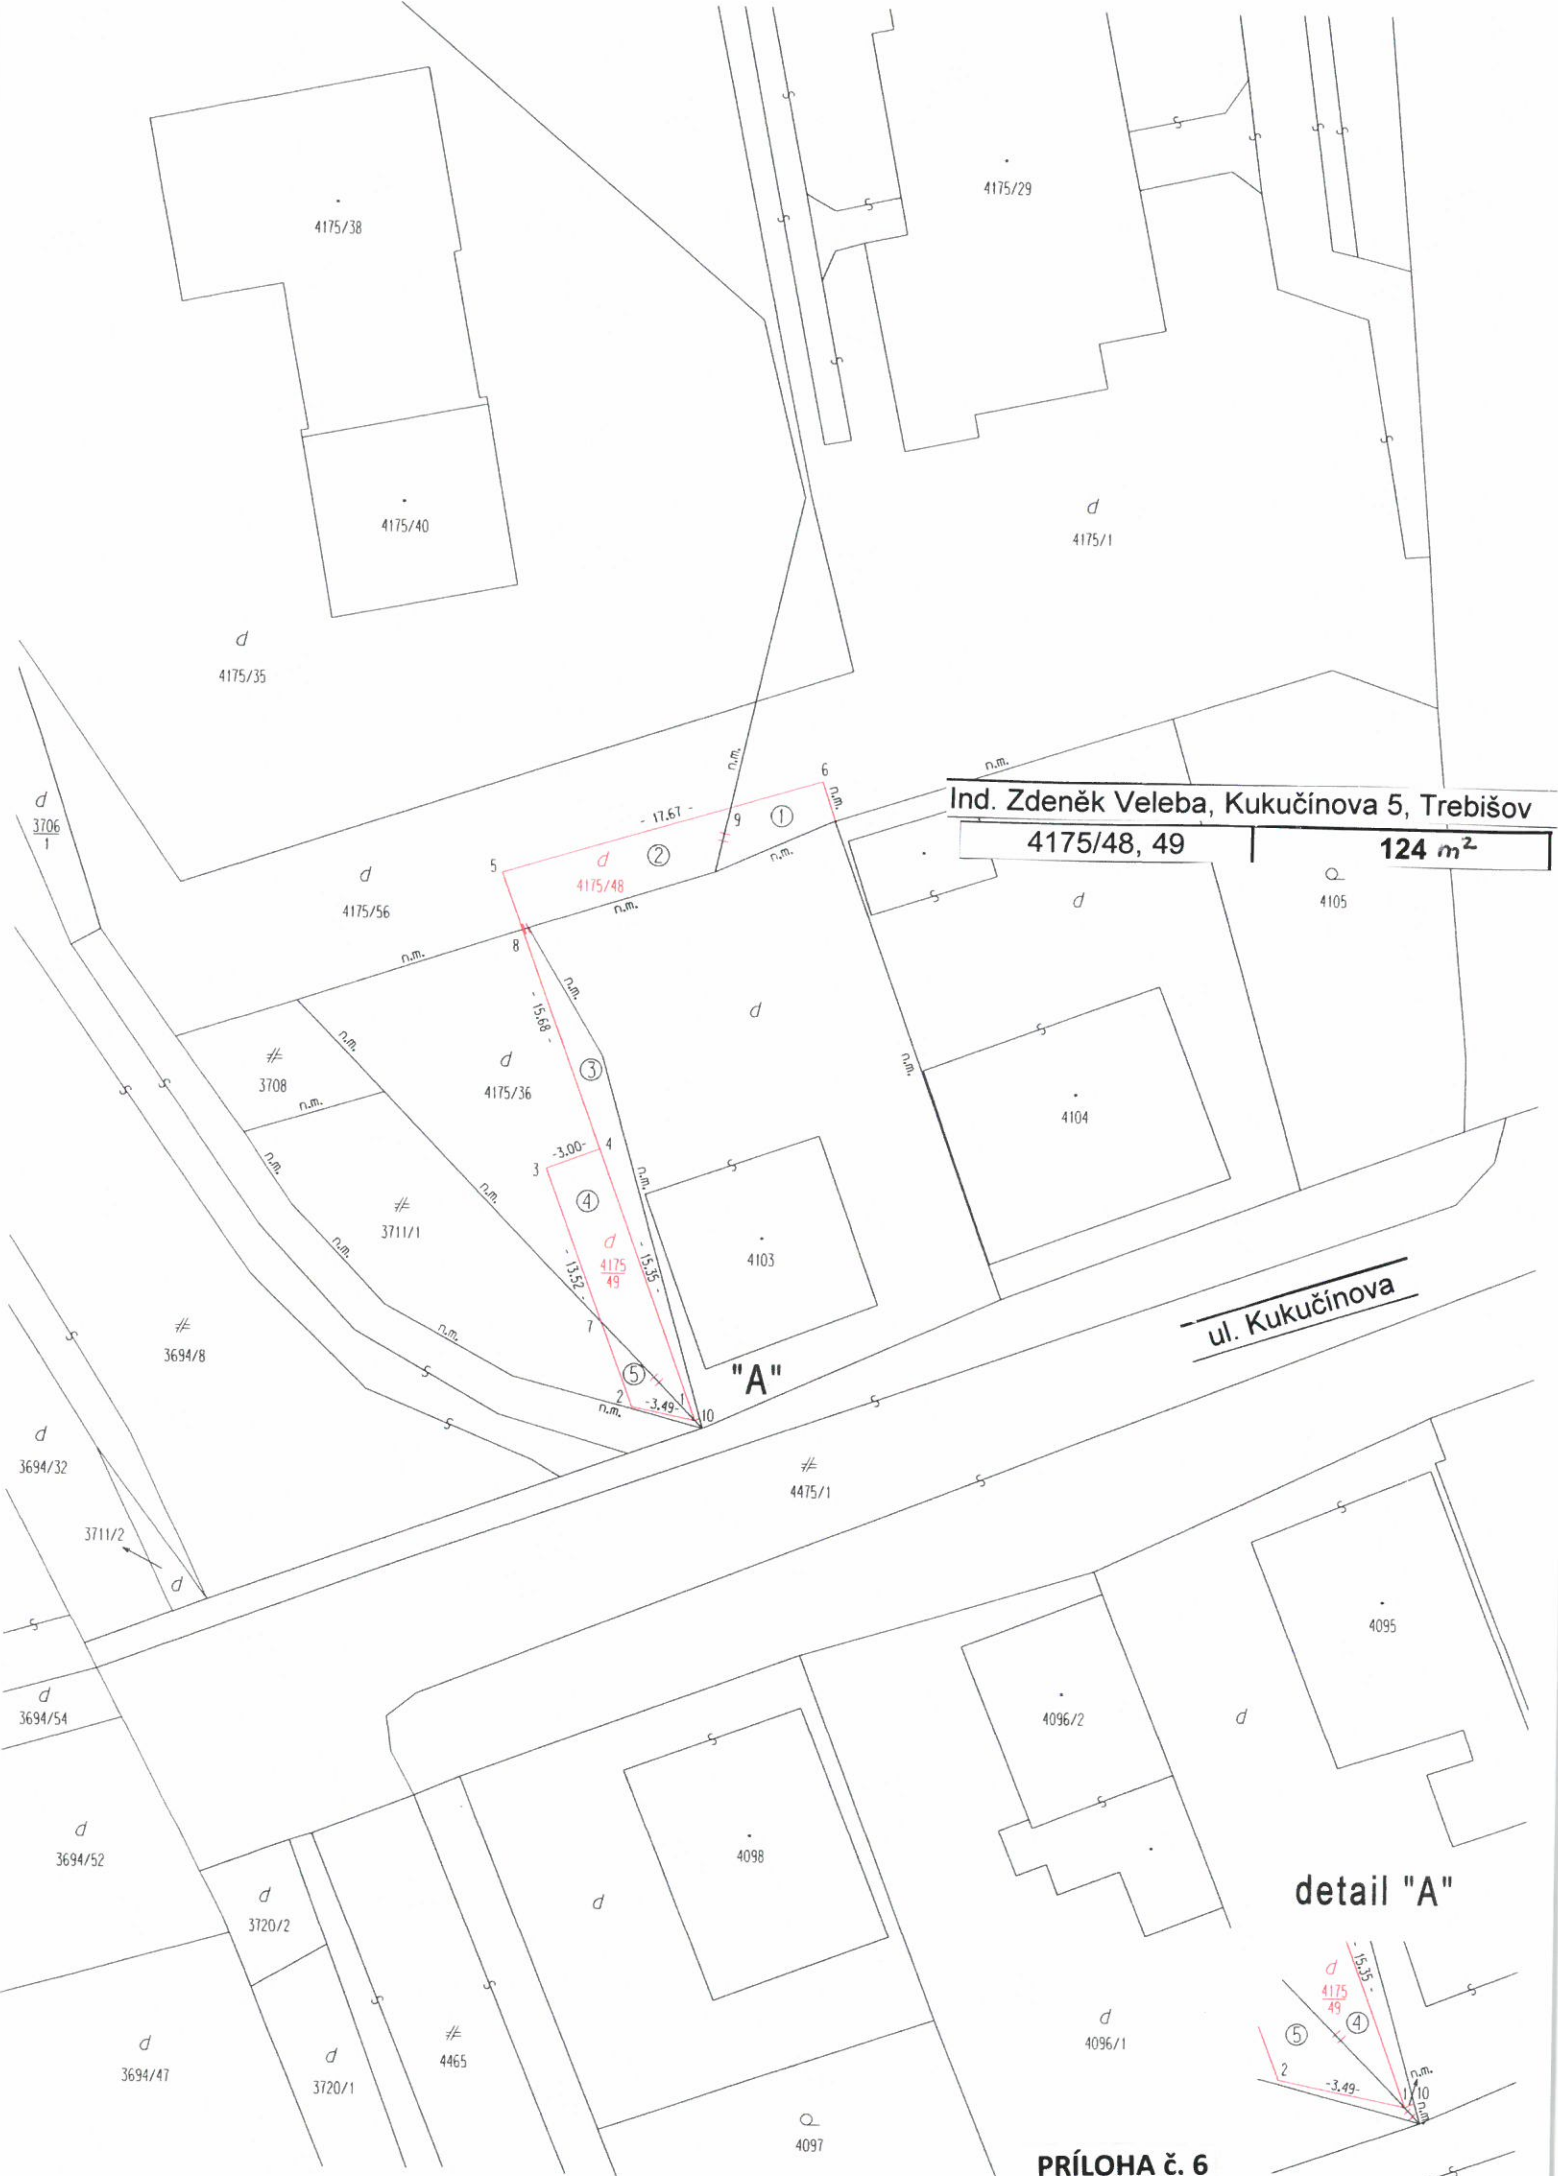 4175/38
4175/29
4175/40
d
4175/1
d
4175/35
n.m.
6
n.m.
n.m.
Ind. Zdeněk Veleba, Kukučínova 5, Trebišov
4175/48, 49
124 m²
d
3706
1
- 17.67 -
9
1
5
d
4175/48
2
n.m.
n.m.
d
4175/56
d
4105
8
n.m.
n.m.
- 15.68 -
d
n.m.
3708
d
4175/36
3
n.m.
n.m.
4104
-3.00-
4
3
n.m.
n.m.
4
n.m.
3711/1
n.m.
d
4175
49
- 13.52 -
- 15.35 -
4103
7
n.m.
3694/8
ul. Kukučínova
5
"A"
2
1
-3.49-
10
n.m.
d
3694/32
4475/1
3711/2
d
4095
d
3694/54
4096/2
d
d
3694/52
4098
d
3720/2
d
detail "A"
- 15.35 -
d
4175
49
4
5
d
3694/47
d
3720/1
4465
d
4096/1
2
-3.49-
1
10
n.m.
n.m.
4097
PRÍLOHA č. 6